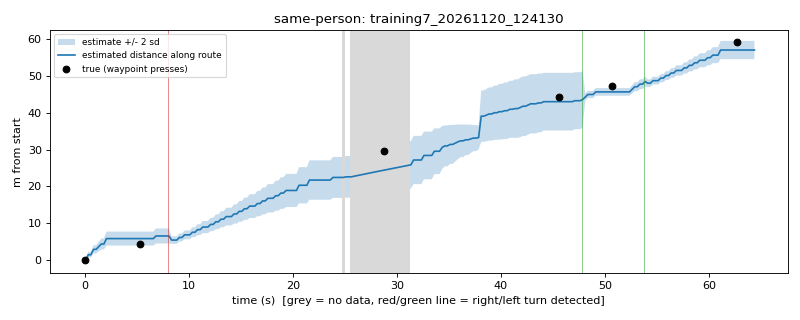 same-person: training7_20261120_124130
estimate +/- 2 sd
estimated distance along route
true (waypoint presses)
m from start
60
50
40
30
20
10
0
0 10 20 30 40 50 60
time (s)  [grey = no data, red/green line = right/left turn detected]